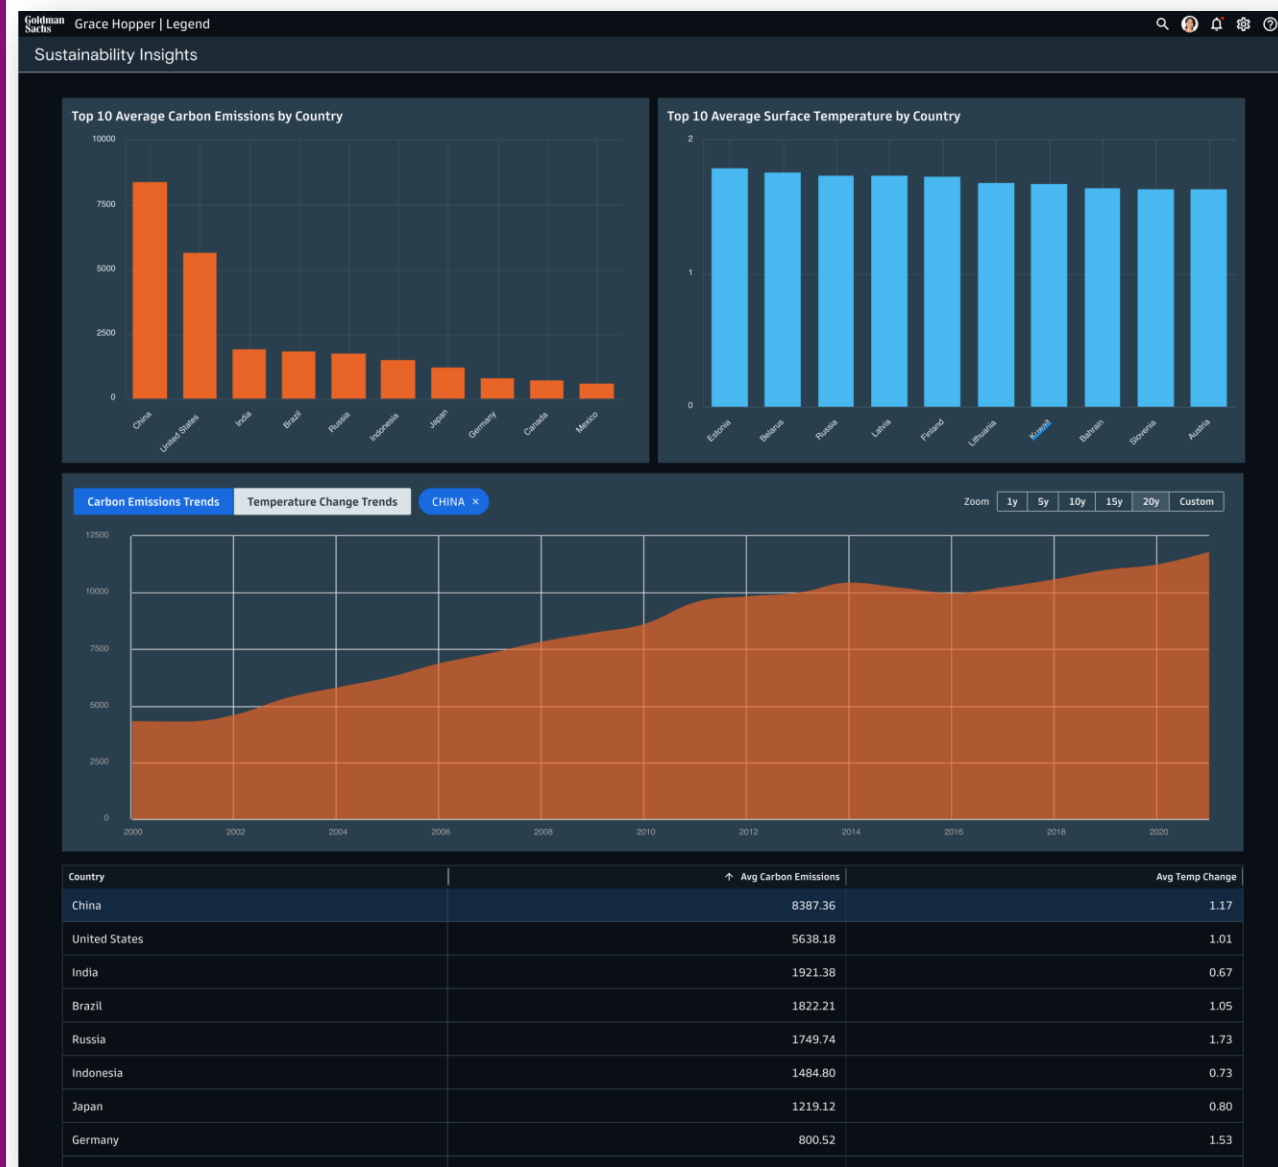 Goldman
Sachs
Grace Hopper | Legend
Sustainability Insights
Top 10 Average Carbon Emissions by Country
10000
7500
5000
2500
0
China
United States
India
Brazil
Russia
Indonesia
Japan
Germany
Canada
Mexico
Top 10 Average Surface Temperature by Country
2
1
0
Estonia
Belarus
Russia
Latvia
Finland
Lithuania
Kuwait
Bahrain
Slovenia
Austria
Carbon Emissions Trends
Temperature Change Trends
CHINA ×
Zoom 1y 5y 10y 15y 20y Custom
12500
10000
7500
5000
2500
0
2000 2002 2004 2006 2008 2010 2012 2014 2016 2018 2020
Country ↑ Avg Carbon Emissions Avg Temp Change
China 8387.36 1.17
United States 5638.18 1.01
India 1921.38 0.67
Brazil 1822.21 1.05
Russia 1749.74 1.73
Indonesia 1484.80 0.73
Japan 1219.12 0.80
Germany 800.52 1.53